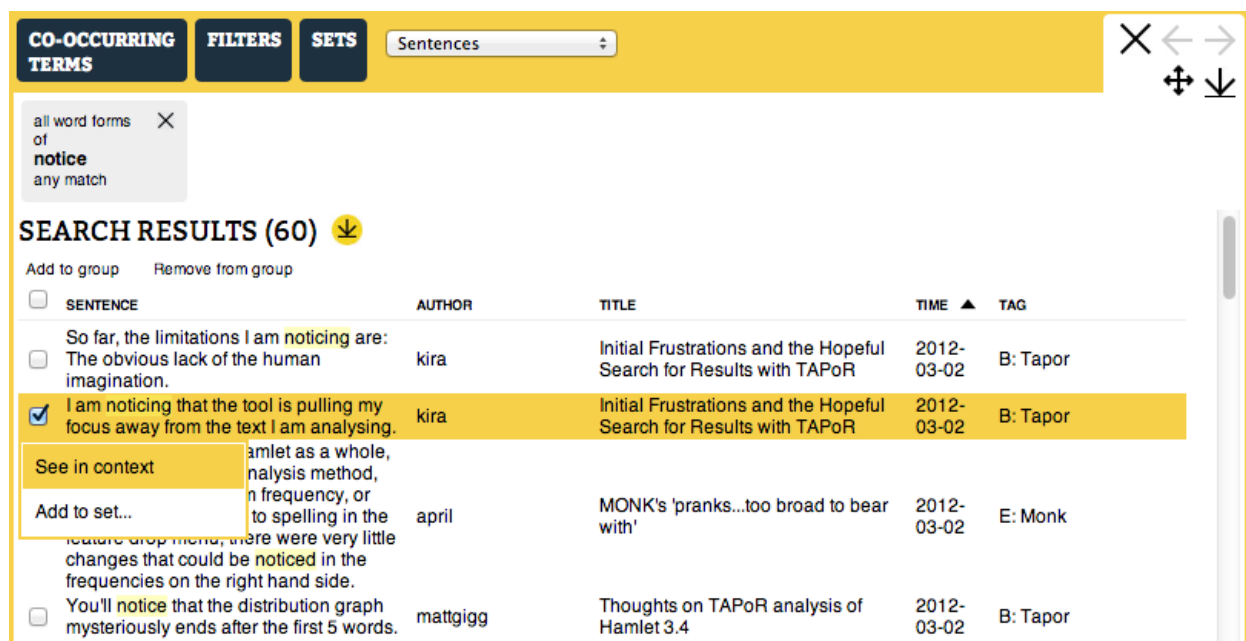 CO-OCCURRING TERMS
FILTERS
SETS
Sentences
all word forms
of
notice
any match
SEARCH RESULTS (60)
Add to group Remove from group
SENTENCE AUTHOR TITLE TIME TAG
So far, the limitations I am noticing are:
The obvious lack of the human
imagination.
kira
Initial Frustrations and the Hopeful
Search for Results with TAPoR
2012-
03-02
B: Tapor
I am noticing that the tool is pulling my
focus away from the text I am analysing.
kira
Initial Frustrations and the Hopeful
Search for Results with TAPoR
2012-
03-02
B: Tapor
See in context
Add to set...
amlet as a whole,
nalysis method,
frequency, or
to spelling in the
feature drop menu, there were very little
changes that could be noticed in the
frequencies on the right hand side.
april
MONK's 'pranks...too broad to bear
with'
2012-
03-02
E: Monk
You'll notice that the distribution graph
mysteriously ends after the first 5 words.
mattgigg
Thoughts on TAPoR analysis of
Hamlet 3.4
2012-
03-02
B: Tapor